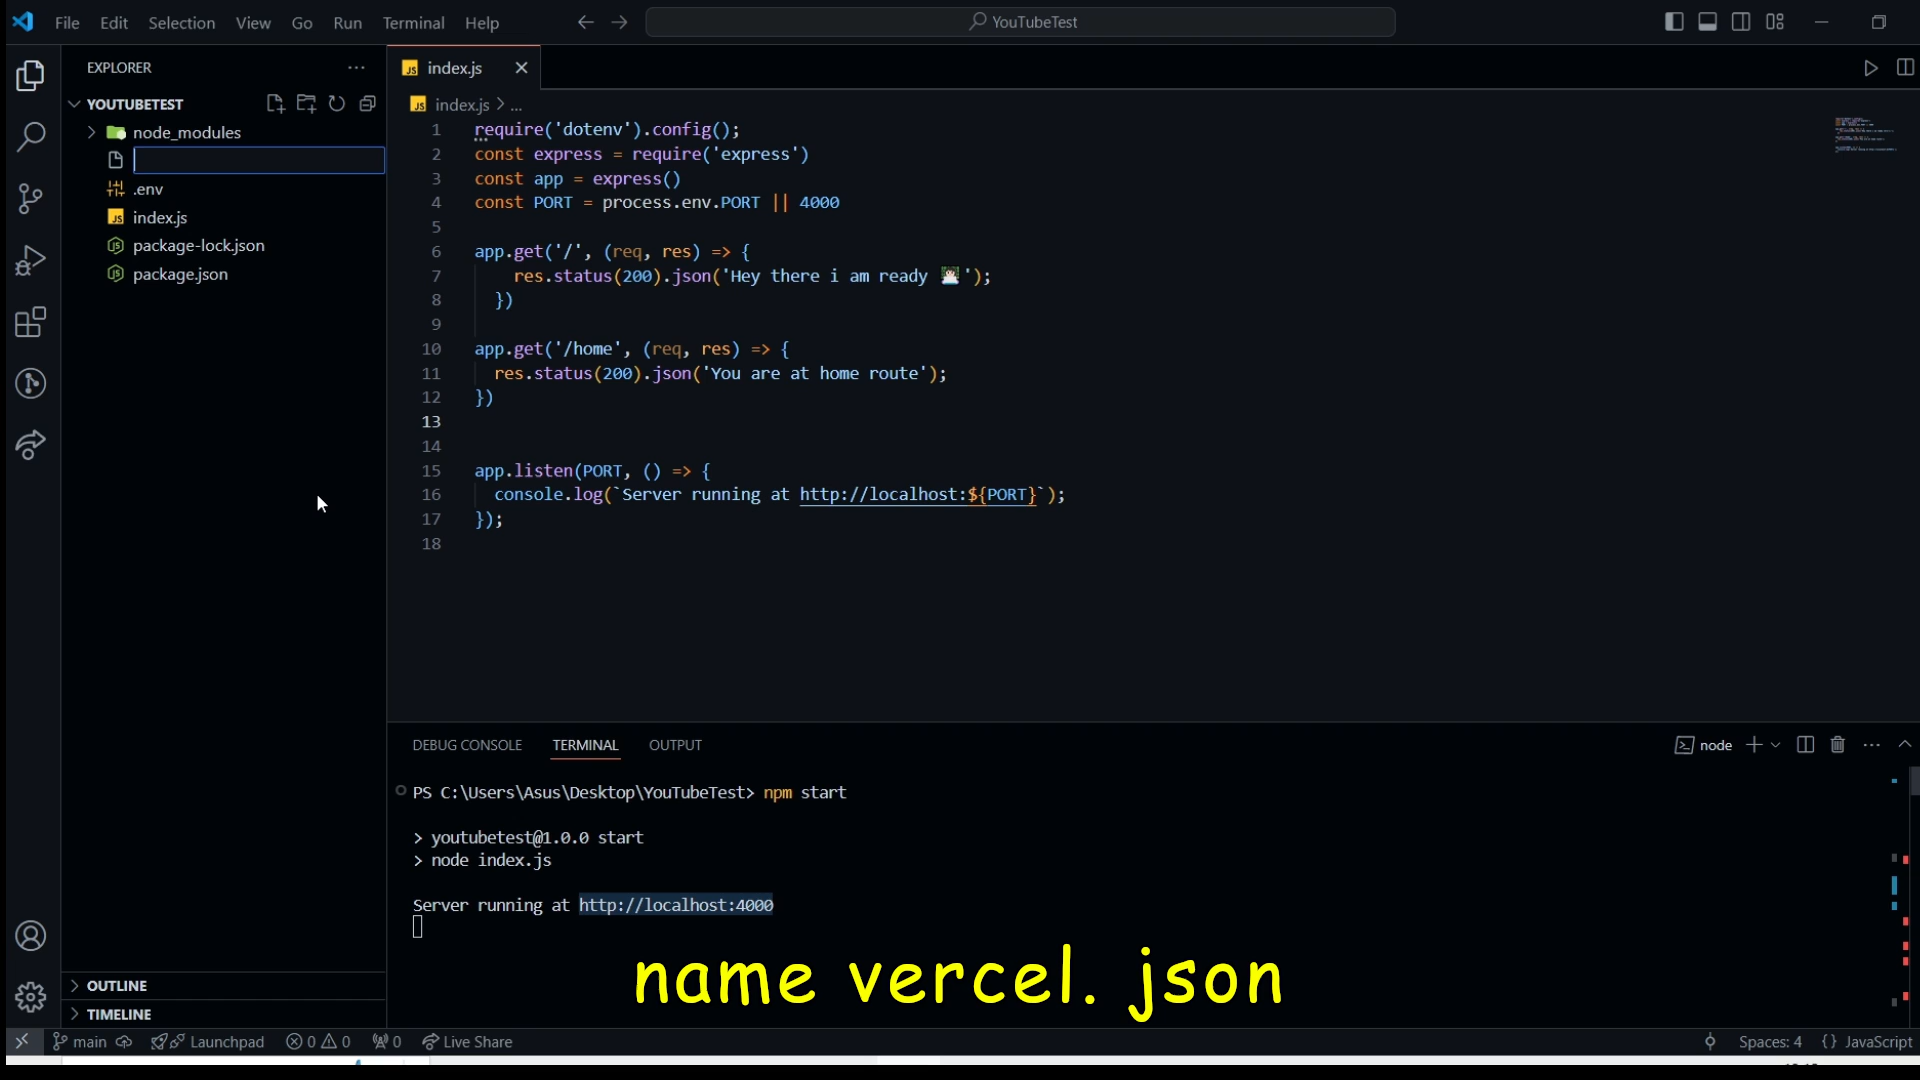 File Edit Selection View Go Run Terminal Help
YouTubeTest
EXPLORER
YOUTUBETEST
node_modules
.env
index.js
package-lock.json
package.json
OUTLINE
TIMELINE
index.js
index.js > ...
1 require('dotenv').config();
2 const express = require('express')
3 const app = express()
4 const PORT = process.env.PORT || 4000
5
6 app.get('/', (req, res) => {
7 res.status(200).json('Hey there i am ready 👨🏻‍💻');
8 })
9
10 app.get('/home', (req, res) => {
11 res.status(200).json('You are at home route');
12 })
13
14
15 app.listen(PORT, () => {
16 console.log(`Server running at http://localhost:${PORT}`);
17 });
18
DEBUG CONSOLE TERMINAL OUTPUT
node
PS C:\Users\Asus\Desktop\YouTubeTest> npm start
> youtubetest@1.0.0 start
> node index.js
Server running at http://localhost:4000
name vercel. json
main Launchpad 0 0 0 Live Share
Spaces: 4 {} JavaScript